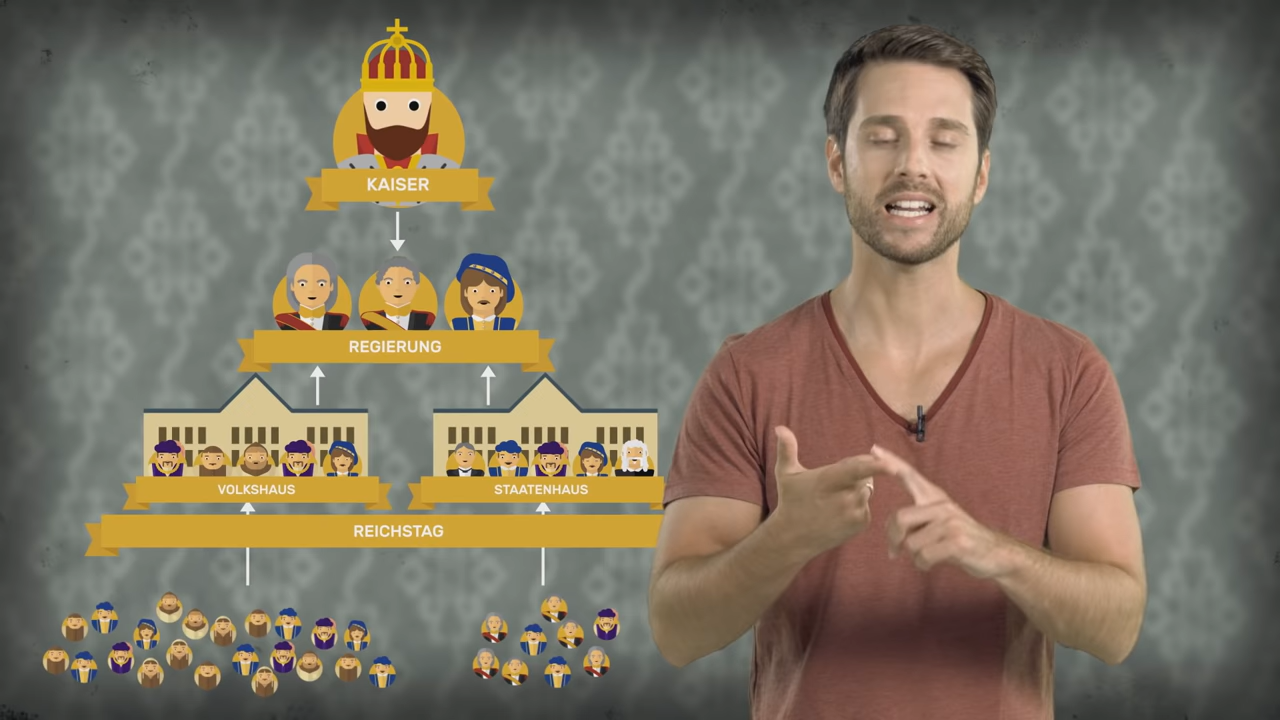 KAISER
REGIERUNG
VOLKSHAUS
STAATENHAUS
REICHSTAG